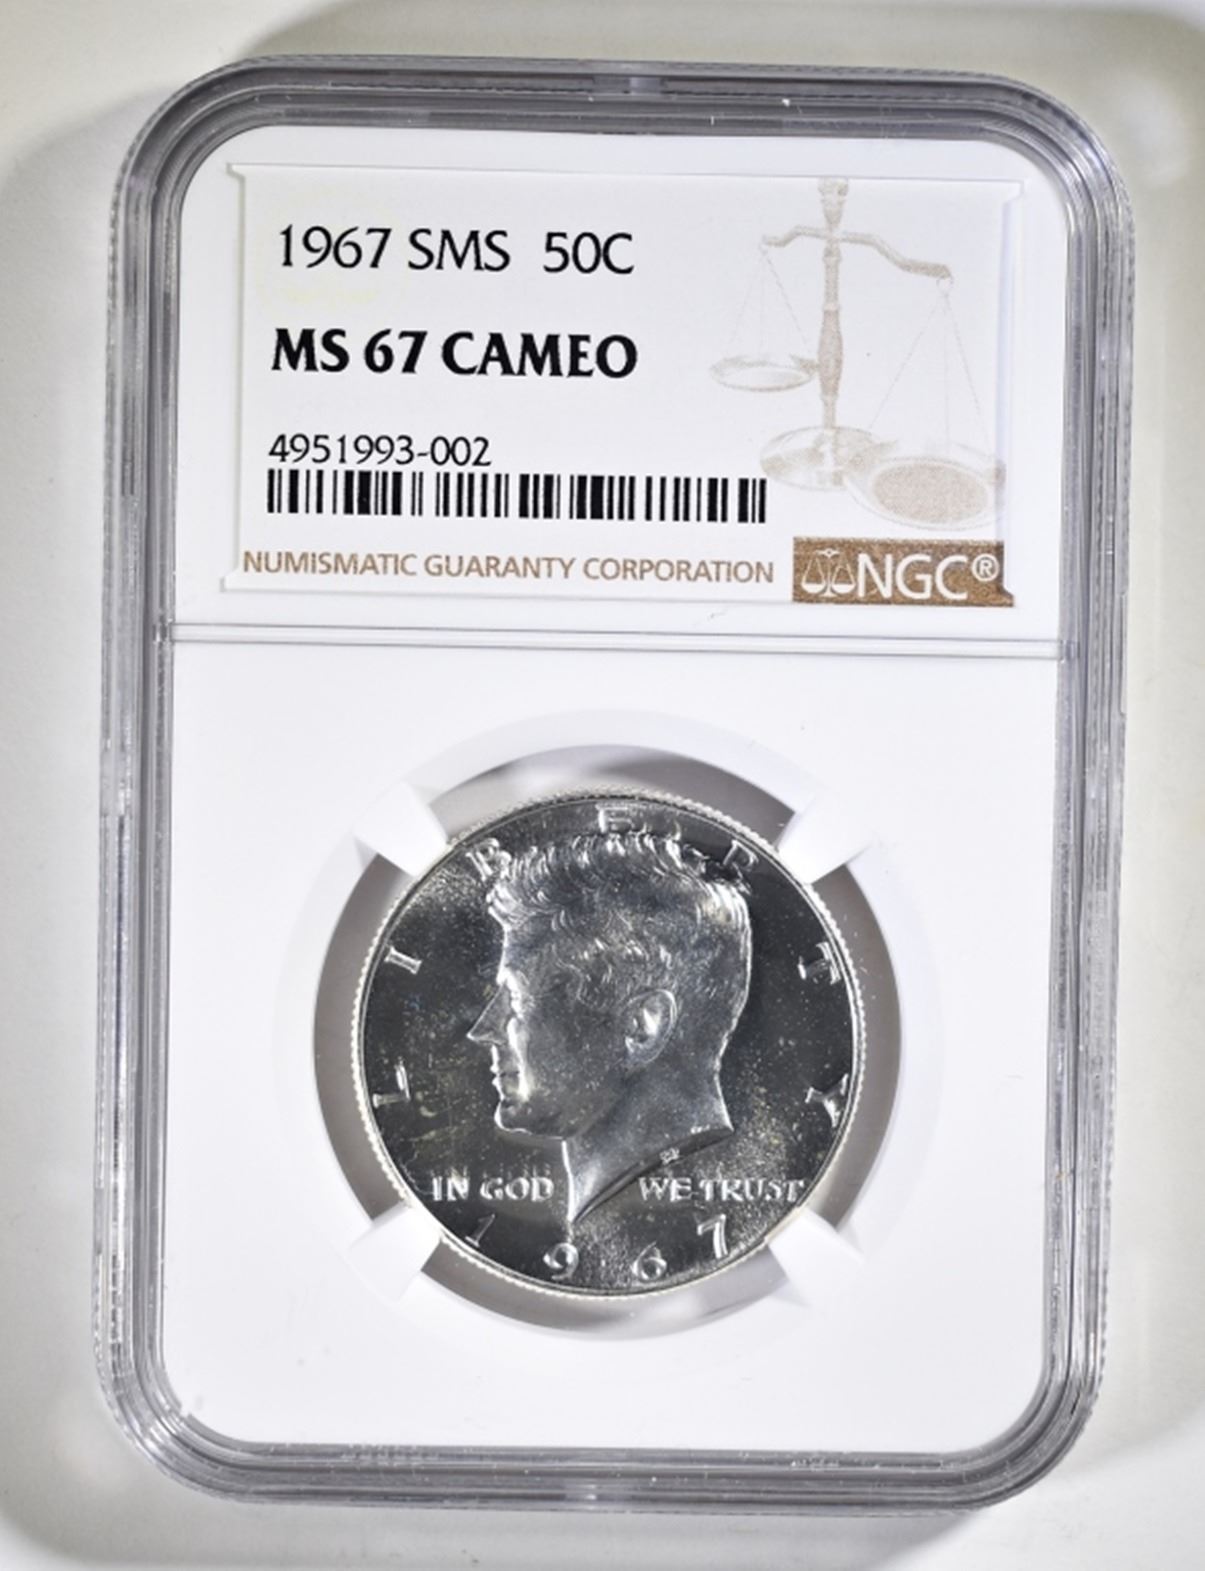 1967 SMS 50C
MS 67 CAMEO
4951993-002
NUMISMATIC GUARANTY CORPORATION
NGC®
LIBERTY
IN GOD WE TRUST
1967